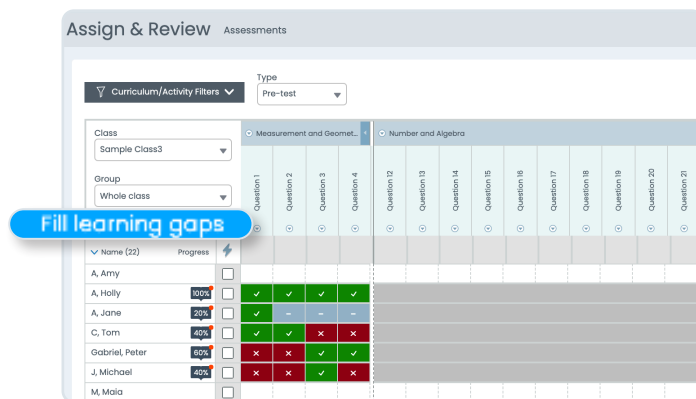 Assign & Review Assessments
Curriculum/Activity Filters
Type
Pre-test
Class
Sample Class3
Group
Whole class
Measurement and Geomet...
Number and Algebra
Question 1
Question 2
Question 3
Question 4
Question 12
Question 13
Question 14
Question 15
Question 16
Question 17
Question 18
Question 19
Question 20
Question 21
Fill learning gaps
Name (22) Progress
A, Amy
A, Holly 100%
A, Jane 20%
C, Tom 40%
Gabriel, Peter 60%
J, Michael 40%
M, Maia